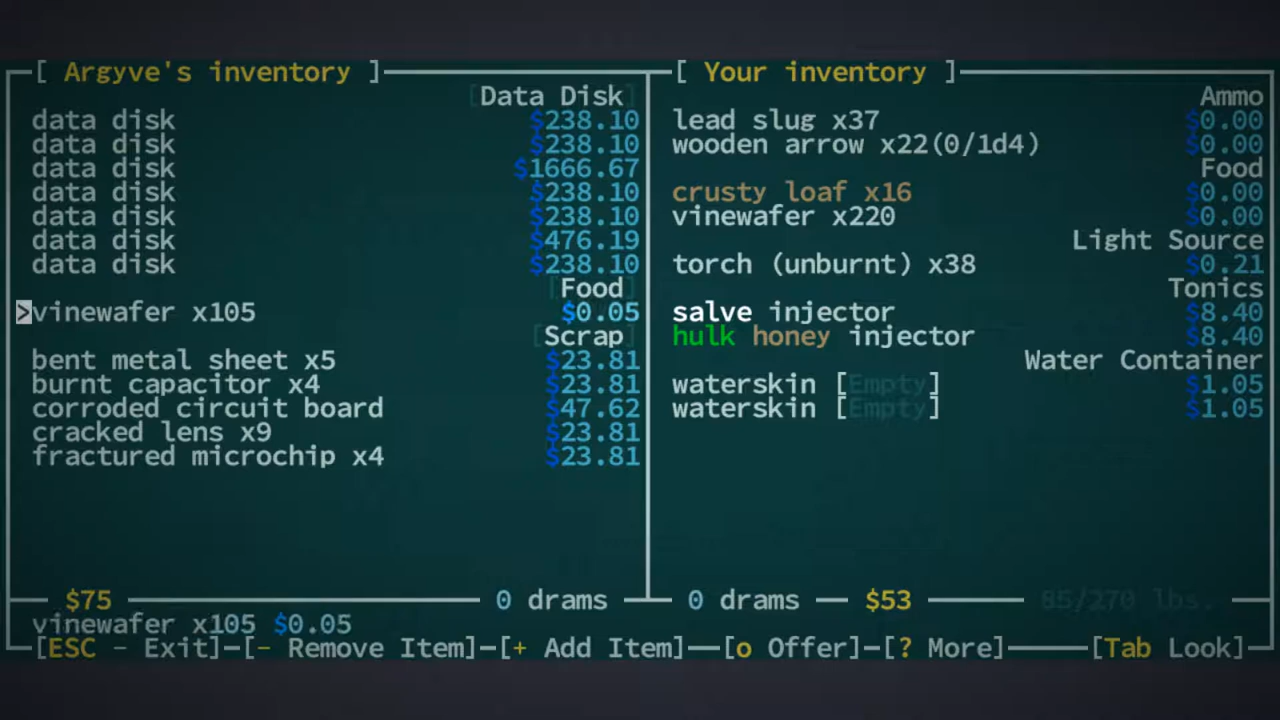 [ Argyve's inventory ]
[Data Disk]
data disk $238.10
data disk $238.10
data disk $1666.67
data disk $238.10
data disk $238.10
data disk $476.19
data disk $238.10
[Food]
>vinewafer x105 $0.05
[Scrap]
bent metal sheet x5 $23.81
burnt capacitor x4 $23.81
corroded circuit board $47.62
cracked lens x9 $23.81
fractured microchip x4 $23.81
$75 0 drams
[ Your inventory ]
Ammo
lead slug x37 $0.00
wooden arrow x22(0/1d4) $0.00
Food
crusty loaf x16 $0.00
vinewafer x220 $0.00
Light Source
torch (unburnt) x38 $0.21
Tonics
salve injector $8.40
hulk honey injector $8.40
Water Container
waterskin [Empty] $1.05
waterskin [Empty] $1.05
0 drams $53 85/270 lbs.
vinewafer x105 $0.05
[ESC - Exit] [- Remove Item] [+ Add Item] [o Offer] [? More] [Tab Look]